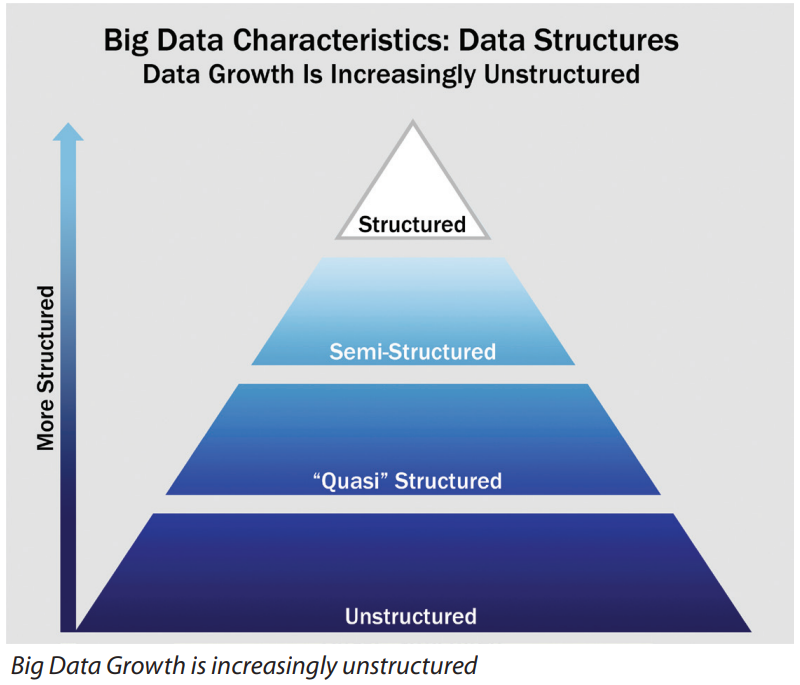 Big Data Characteristics: Data Structures
Data Growth Is Increasingly Unstructured
More Structured
Structured
Semi-Structured
“Quasi” Structured
Unstructured
Big Data Growth is increasingly unstructured